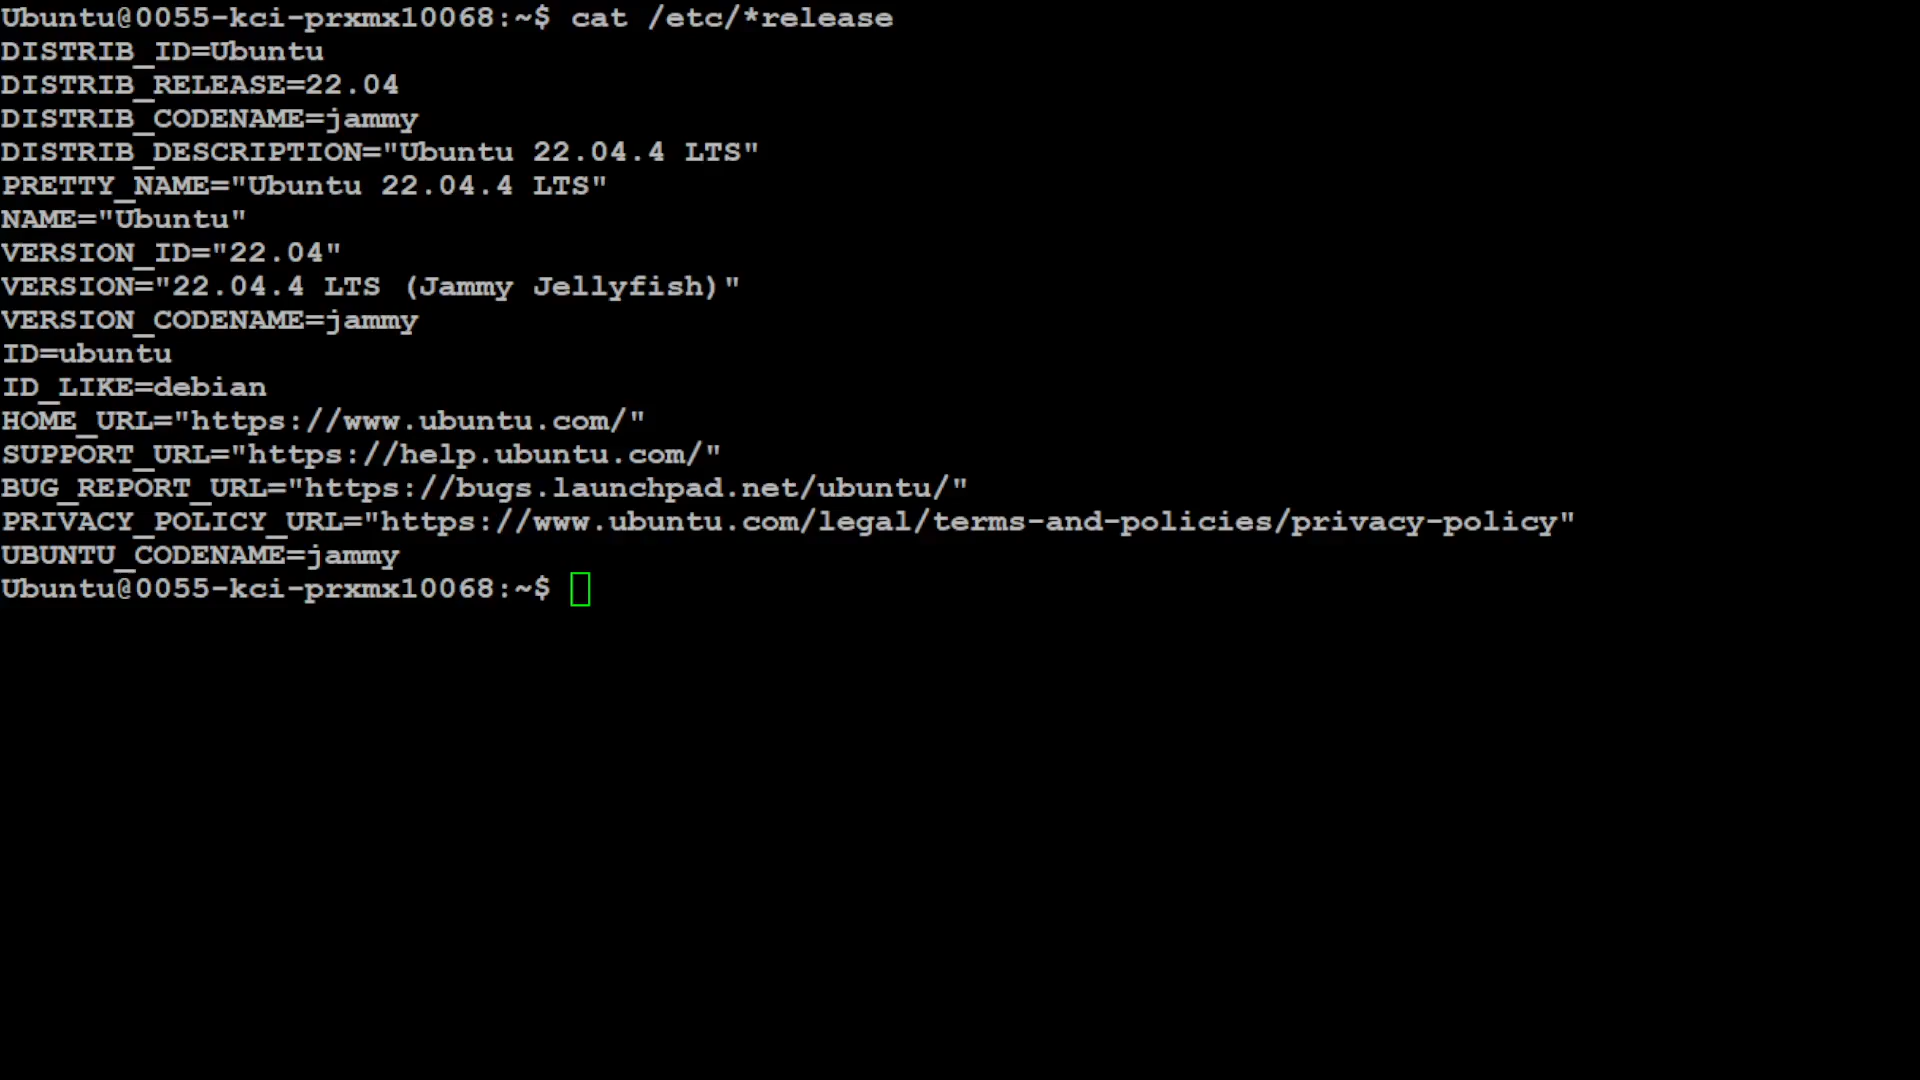 Ubuntu@0055-kci-prxmx10068:~$ cat /etc/*release
DISTRIB_ID=Ubuntu
DISTRIB_RELEASE=22.04
DISTRIB_CODENAME=jammy
DISTRIB_DESCRIPTION="Ubuntu 22.04.4 LTS"
PRETTY_NAME="Ubuntu 22.04.4 LTS"
NAME="Ubuntu"
VERSION_ID="22.04"
VERSION="22.04.4 LTS (Jammy Jellyfish)"
VERSION_CODENAME=jammy
ID=ubuntu
ID_LIKE=debian
HOME_URL="https://www.ubuntu.com/"
SUPPORT_URL="https://help.ubuntu.com/"
BUG_REPORT_URL="https://bugs.launchpad.net/ubuntu/"
PRIVACY_POLICY_URL="https://www.ubuntu.com/legal/terms-and-policies/privacy-policy"
UBUNTU_CODENAME=jammy
Ubuntu@0055-kci-prxmx10068:~$